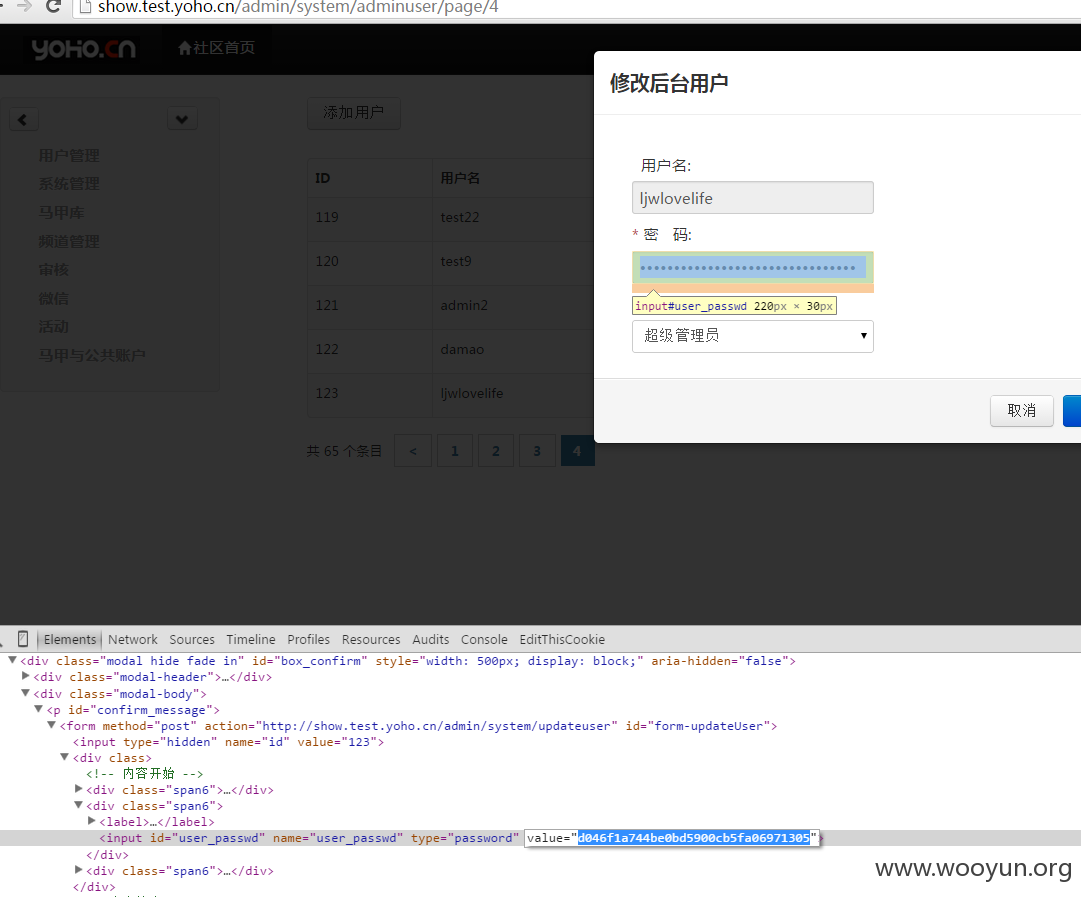 show.test.yoho.cn/admin/system/adminuser/page/4
YOHO.CN
社区首页
用户管理
系统管理
马甲库
频道管理
审核
微信
活动
马甲与公共账户
添加用户
ID 用户名
119 test22
120 test9
121 admin2
122 damao
123 ljwlovelife
共 65 个条目 < 1 2 3 4
修改后台用户
用户名:
ljwlovelife
* 密 码:
••••••••••••••••••••••••••••••••
input#user_passwd 220px × 30px
超级管理员
取消
Elements Network Sources Timeline Profiles Resources Audits Console EditThisCookie
<div class="modal hide fade in" id="box_confirm" style="width: 500px; display: block;" aria-hidden="false">
<div class="modal-header">…</div>
<div class="modal-body">
<p id="confirm_message">
<form method="post" action="http://show.test.yoho.cn/admin/system/updateuser" id="form-updateUser">
<input type="hidden" name="id" value="123">
<div class>
<!-- 内容开始 -->
<div class="span6">…</div>
<div class="span6">
<label>…</label>
<input id="user_passwd" name="user_passwd" type="password" value="d046f1a744be0bd5900cb5fa06971305">
</div>
<div class="span6">…</div>
</div>
www.wooyun.org